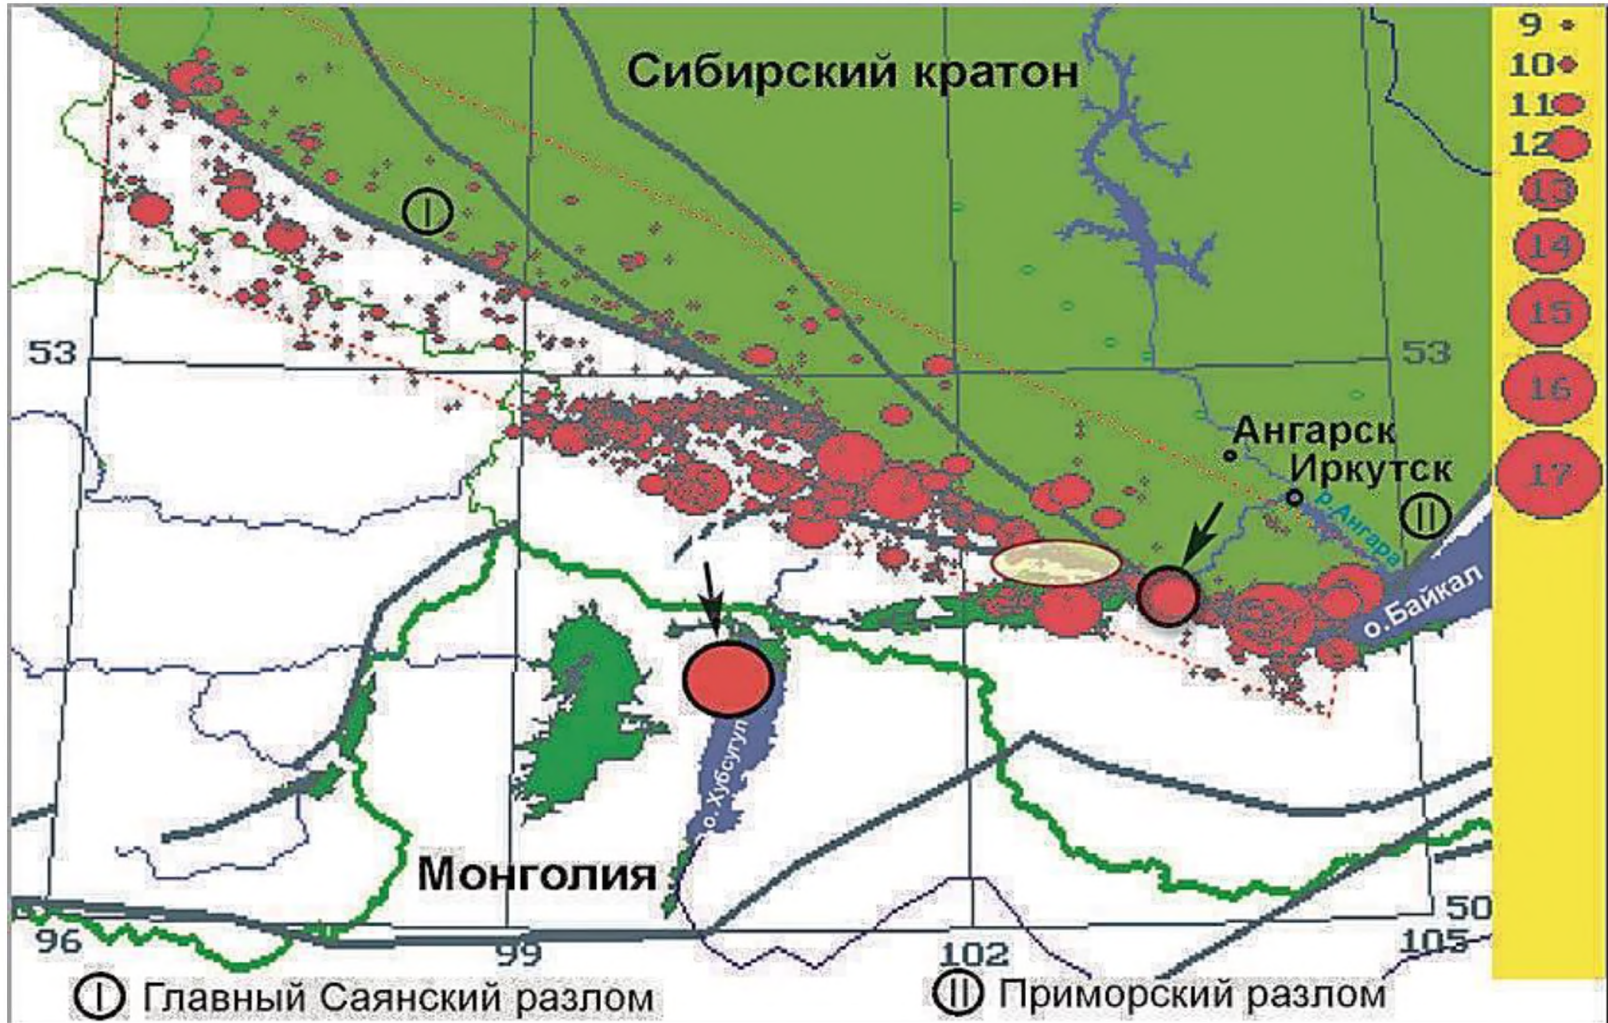 Сибирский кратон
9
10
11
12
13
14
15
16
17
I
53
53
Ангарск
Иркутск
р.Ангара
II
о.Байкал
о. Хубсугул
Монголия
50
96
99
102
105
I Главный Саянский разлом
II Приморский разлом